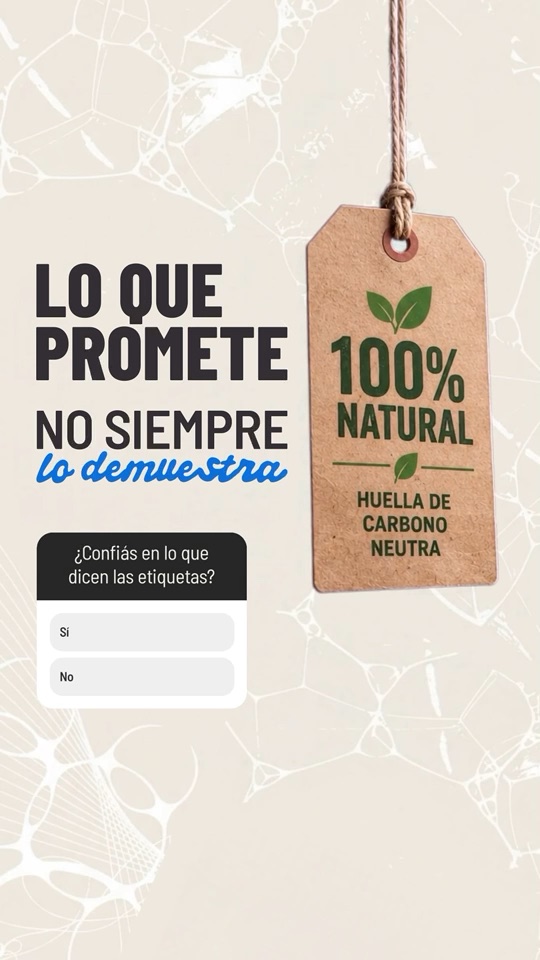 LO QUE
PROMETE
NO SIEMPRE
lo demuestra
100%
NATURAL
HUELLA DE
CARBONO
NEUTRA
¿Confiás en lo que
dicen las etiquetas?
Sí
No